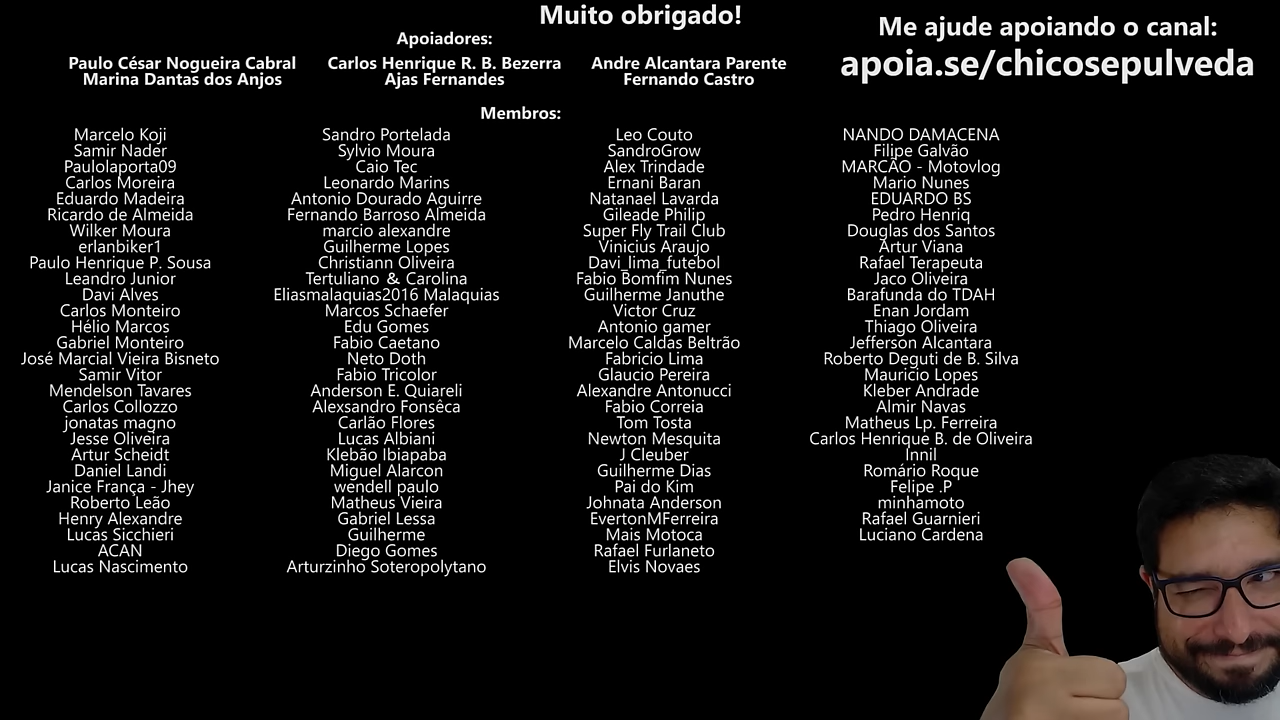 Muito obrigado!
Me ajude apoiando o canal:
apoia.se/chicosepulveda
Apoiadores:
Paulo César Nogueira Cabral
Marina Dantas dos Anjos
Carlos Henrique R. B. Bezerra
Ajas Fernandes
Andre Alcantara Parente
Fernando Castro
Membros:
Marcelo Koji
Samir Nader
Paulolaporta09
Carlos Moreira
Eduardo Madeira
Ricardo de Almeida
Wilker Moura
erlanbiker1
Paulo Henrique P. Sousa
Leandro Junior
Davi Alves
Carlos Monteiro
Hélio Marcos
Gabriel Monteiro
José Marcial Vieira Bisneto
Samir Vitor
Mendelson Tavares
Carlos Collozzo
jonatas magno
Jesse Oliveira
Artur Scheidt
Daniel Landi
Janice França - Jhey
Roberto Leão
Henry Alexandre
Lucas Sicchieri
ACAN
Lucas Nascimento
Sandro Portelada
Sylvio Moura
Caio Tec
Leonardo Marins
Antonio Dourado Aguirre
Fernando Barroso Almeida
marcio alexandre
Guilherme Lopes
Christiann Oliveira
Tertuliano & Carolina
Eliasmalaquias2016 Malaquias
Marcos Schaefer
Edu Gomes
Fabio Caetano
Neto Doth
Fabio Tricolor
Anderson E. Quiareli
Alexsandro Fonsêca
Carlão Flores
Lucas Albiani
Klebão Ibiapaba
Miguel Alarcon
wendell paulo
Matheus Vieira
Gabriel Lessa
Guilherme
Diego Gomes
Arturzinho Soteropolytano
Leo Couto
SandroGrow
Alex Trindade
Ernani Baran
Natanael Lavarda
Gileade Philip
Super Fly Trail Club
Vinicius Araujo
Davi_lima_futebol
Fabio Bomfim Nunes
Guilherme Januthe
Victor Cruz
Antonio gamer
Marcelo Caldas Beltrão
Fabricio Lima
Glaucio Pereira
Alexandre Antonucci
Fabio Correia
Tom Tosta
Newton Mesquita
J Cleuber
Guilherme Dias
Pai do Kim
Johnata Anderson
EvertonMFerreira
Mais Motoca
Rafael Furlaneto
Elvis Novaes
NANDO DAMACENA
Filipe Galvão
MARCÃO - Motovlog
Mario Nunes
EDUARDO BS
Pedro Henriq
Douglas dos Santos
Artur Viana
Rafael Terapeuta
Jaco Oliveira
Barafunda do TDAH
Enan Jordam
Thiago Oliveira
Jefferson Alcantara
Roberto Deguti de B. Silva
Mauricio Lopes
Kleber Andrade
Almir Navas
Matheus Lp. Ferreira
Carlos Henrique B. de Oliveira
Innil
Romário Roque
Felipe .P
minhamoto
Rafael Guarnieri
Luciano Cardena